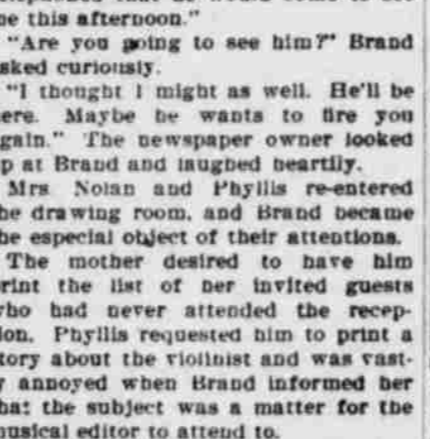 me this afternoon."
"Are you going to see him?" Brand
asked curiously.
"I thought I might as well. He'll be
here. Maybe he wants to fire you
again." The newspaper owner looked
up at Brand and laughed heartily.
Mrs. Nolan and Phyllis re-entered
the drawing room, and Brand became
the especial object of their attentions.
The mother desired to have him
print the list of her invited guests
who had never attended the recep-
tion. Phyllis requested him to print a
story about the violinist and was vast-
ly annoyed when Brand informed her
that the subject was a matter for the
musical editor to attend to.